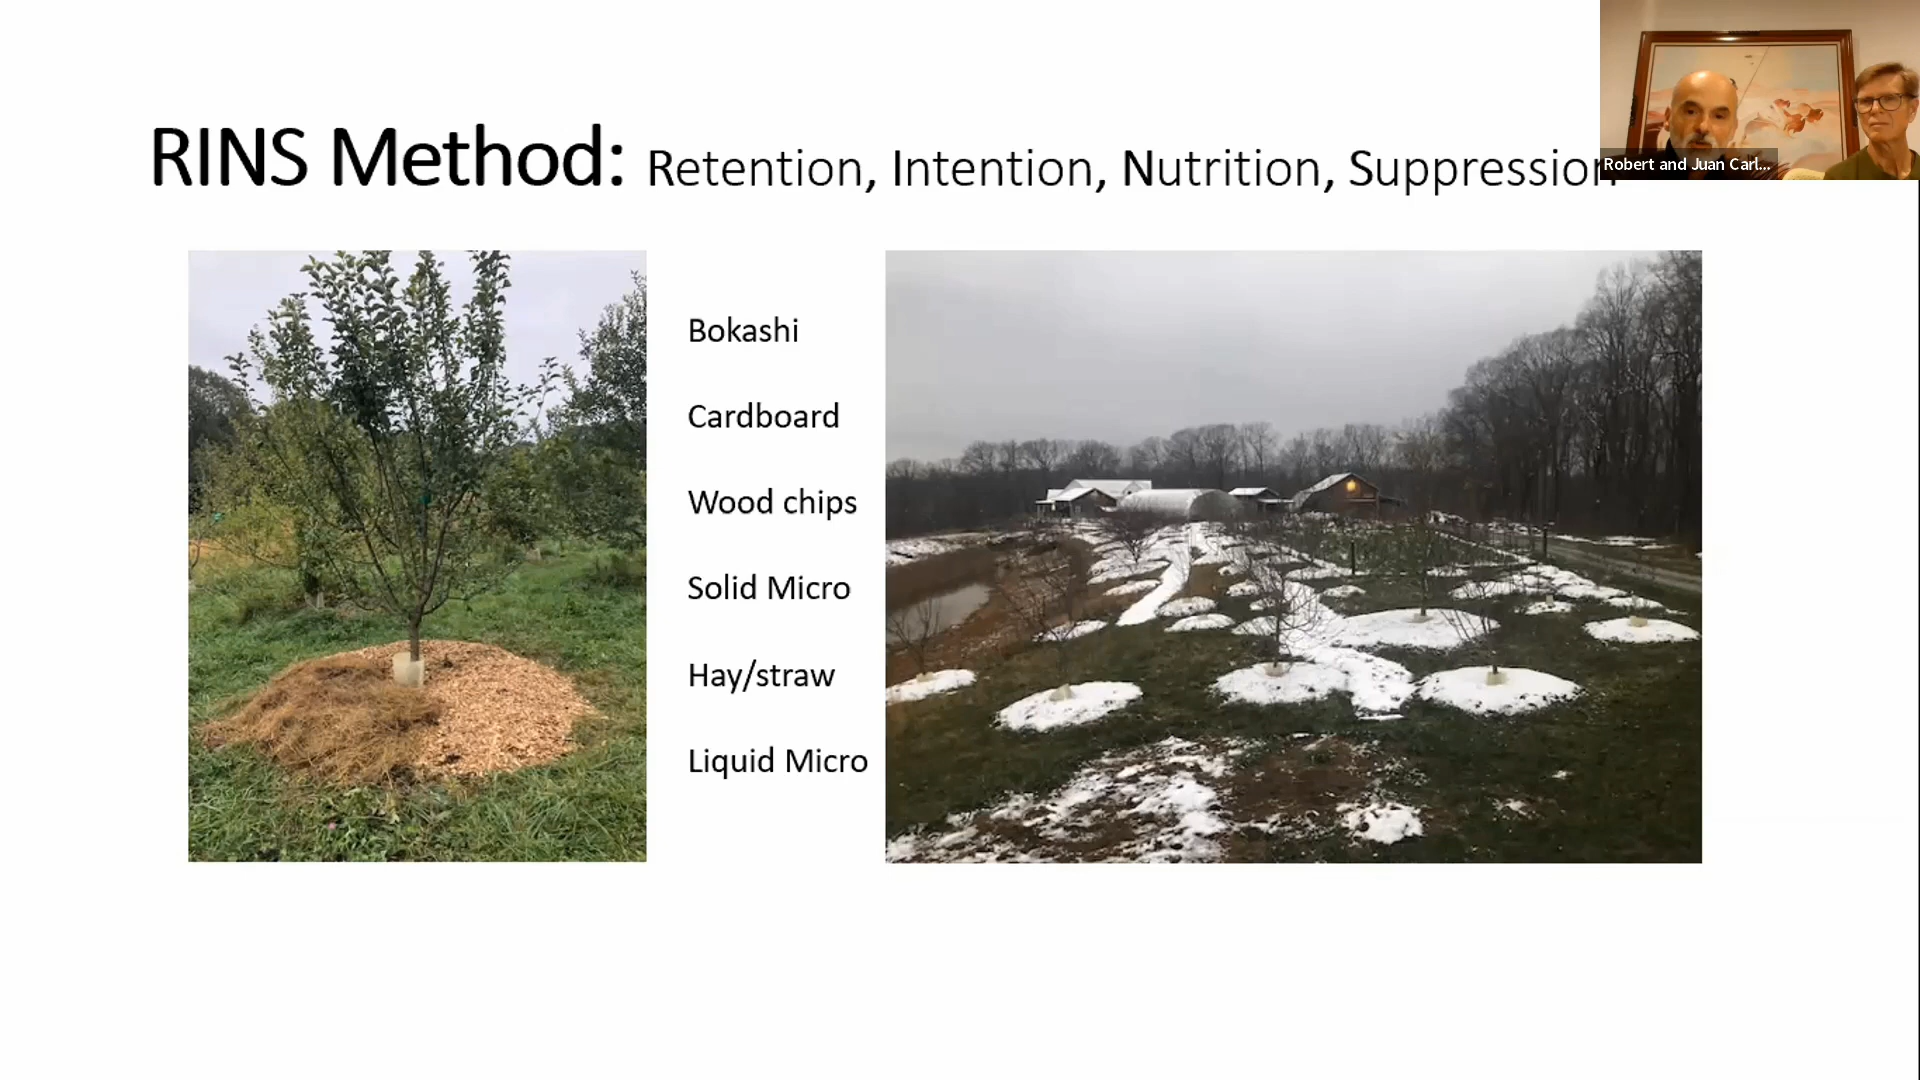 RINS Method: Retention, Intention, Nutrition, Suppression
Robert and Juan Carl...
Bokashi
Cardboard
Wood chips
Solid Micro
Hay/straw
Liquid Micro